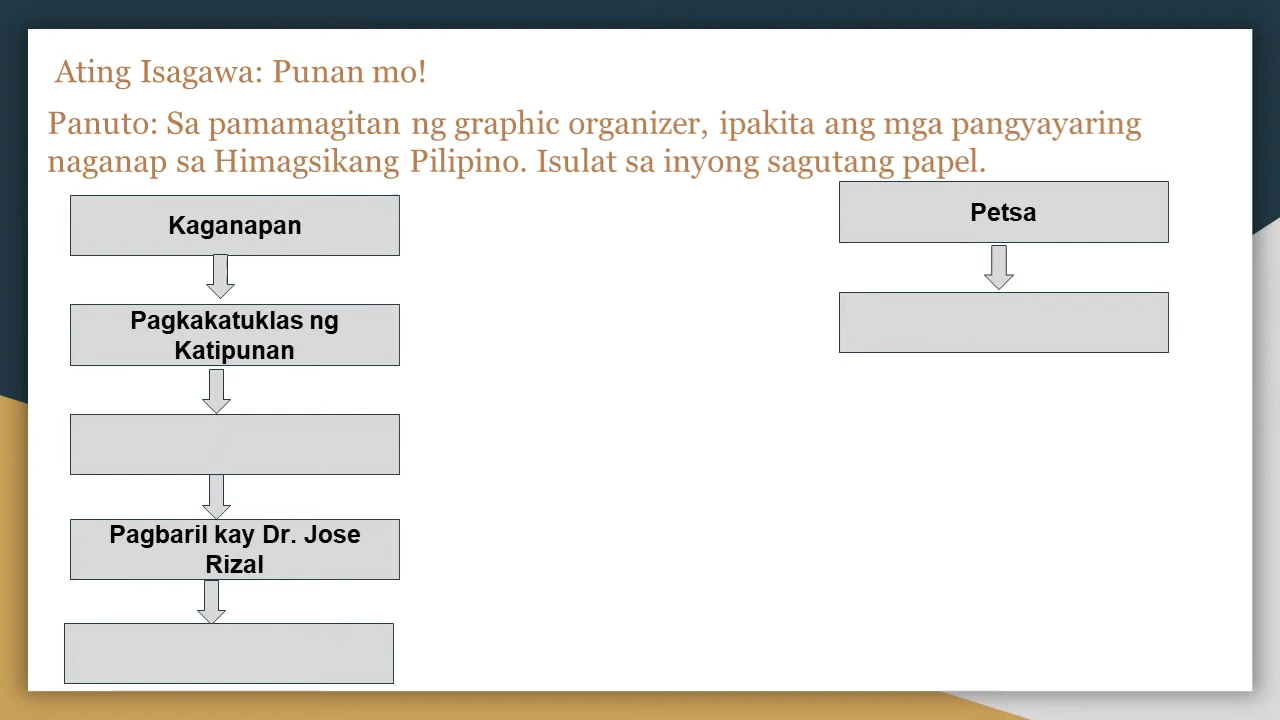 Ating Isagawa: Punan mo!
Panuto: Sa pamamagitan ng graphic organizer, ipakita ang mga pangyayaring
naganap sa Himagsikang Pilipino. Isulat sa inyong sagutang papel.
Kaganapan
Petsa
Pagkakatuklas ng
Katipunan
Pagbaril kay Dr. Jose
Rizal